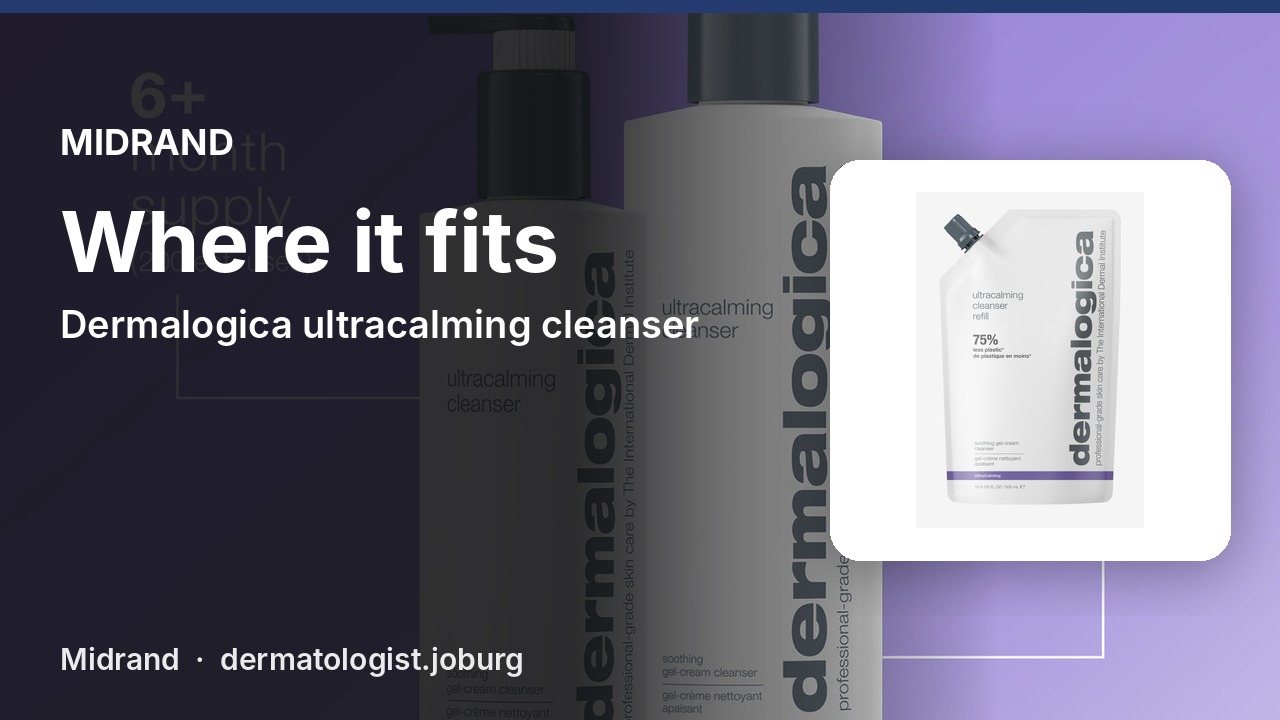 6+
month
supply
MIDRAND
Where it fits
Dermalogica ultracalming cleanser
Midrand · dermatologist.joburg
ultracalming
cleanser
dermalogica
professional-grade skin care by The International Dermal Institute
soothing
gel-cream cleanser
gel-crème nettoyant
ultracalming
cleanser
dermalogica
professional-grade
soothing
gel-cream cleanser
gel-crème nettoyant
apaisant
ultracalming
cleanser
refill
75%
less plastic*
de plastique en moins*
dermalogica
professional-grade skin care by The International Dermal Institute
soothing gel-cream
cleanser
gel-crème nettoyant
apaisant
UltraCalming